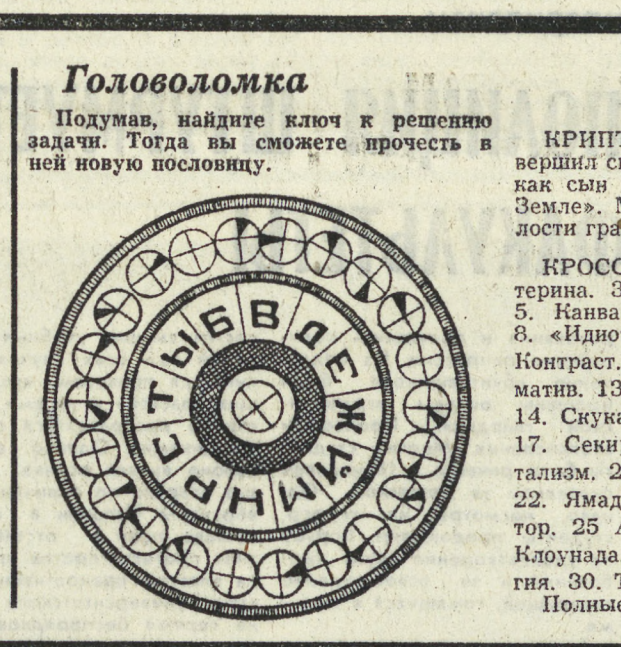 Головоломка
Подумав, найдите ключ к решению
задачи. Тогда вы сможете прочесть в
ней новую пословицу.
Б В Д Е Ж Й М Н Р Е Т Ы
КРИПТ
вершил с
как сын
Земле». М
лости гра
КРОСС
терина. З
5. Канва
8. «Идио
Контраст.
матив. 13
14. Скука
17. Секи
тализм. 2
22. Ямад
тор. 25 А
Клоунада
гия. 30. Т
Полные